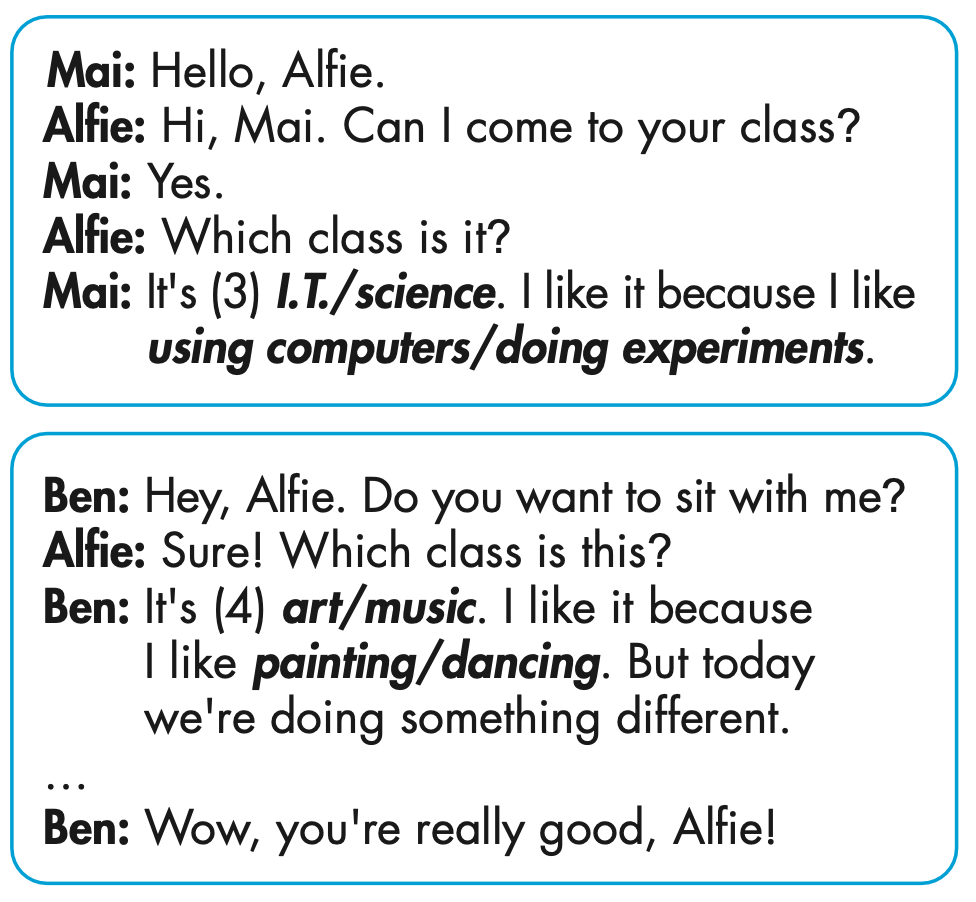 Mai: Hello, Alfie.
Alfie: Hi, Mai. Can I come to your class?
Mai: Yes.
Alfie: Which class is it?
Mai: It's (3) I.T./science. I like it because I like
using computers/doing experiments.
Ben: Hey, Alfie. Do you want to sit with me?
Alfie: Sure! Which class is this?
Ben: It's (4) art/music. I like it because
I like painting/dancing. But today
we're doing something different.
...
Ben: Wow, you're really good, Alfie!